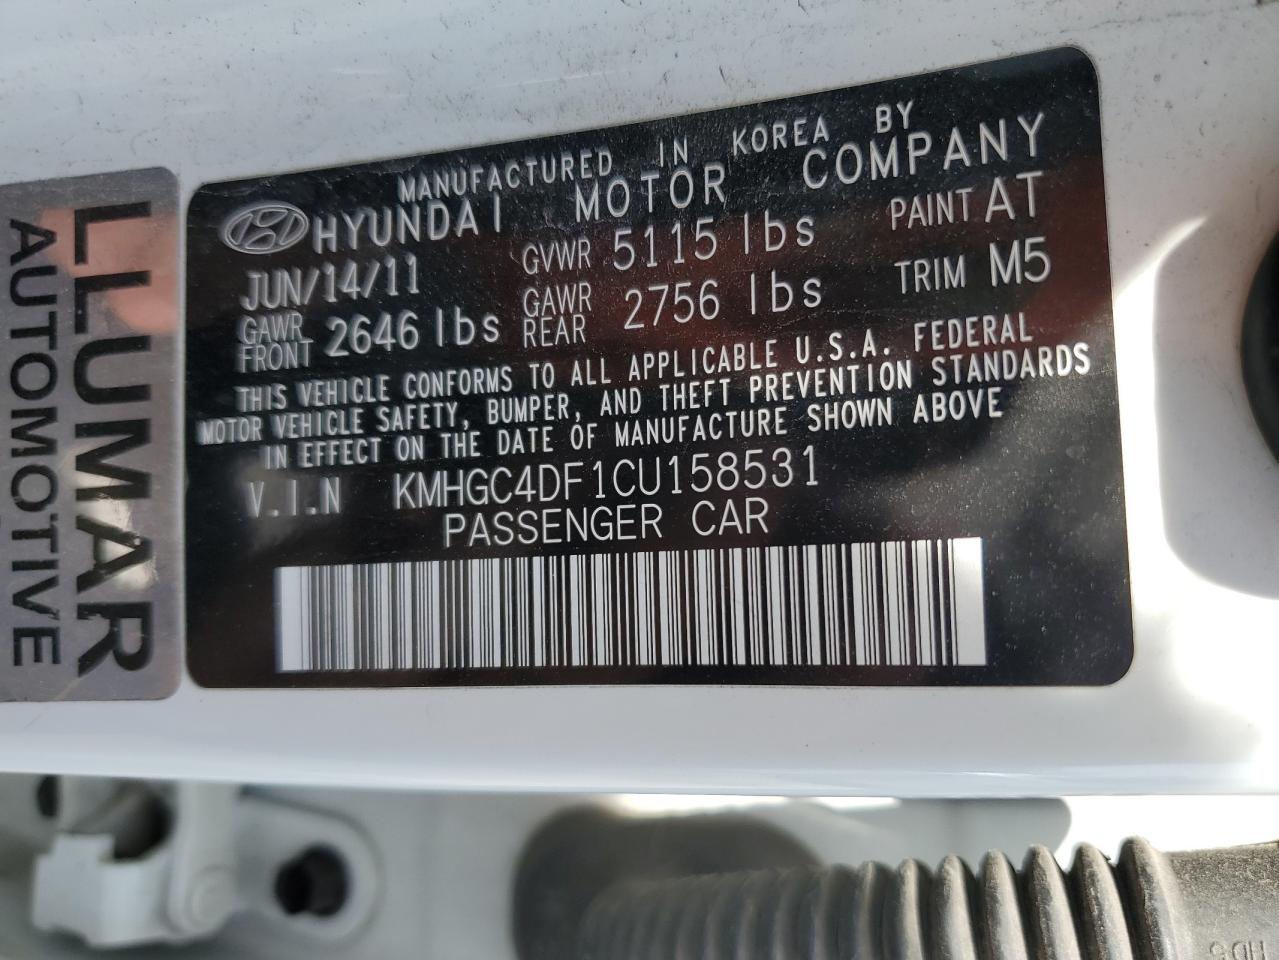 LLUMAR
AUTOMOTIVE
MANUFACTURED IN KOREA BY
HYUNDAI MOTOR COMPANY
JUN/14/11 GVWR 5115 lbs PAINT AT
GAWR FRONT 2646 lbs GAWR REAR 2756 lbs TRIM M5
THIS VEHICLE CONFORMS TO ALL APPLICABLE U.S.A. FEDERAL
MOTOR VEHICLE SAFETY, BUMPER, AND THEFT PREVENTION STANDARDS
IN EFFECT ON THE DATE OF MANUFACTURE SHOWN ABOVE
V.I.N KMHGC4DF1CU158531
PASSENGER CAR